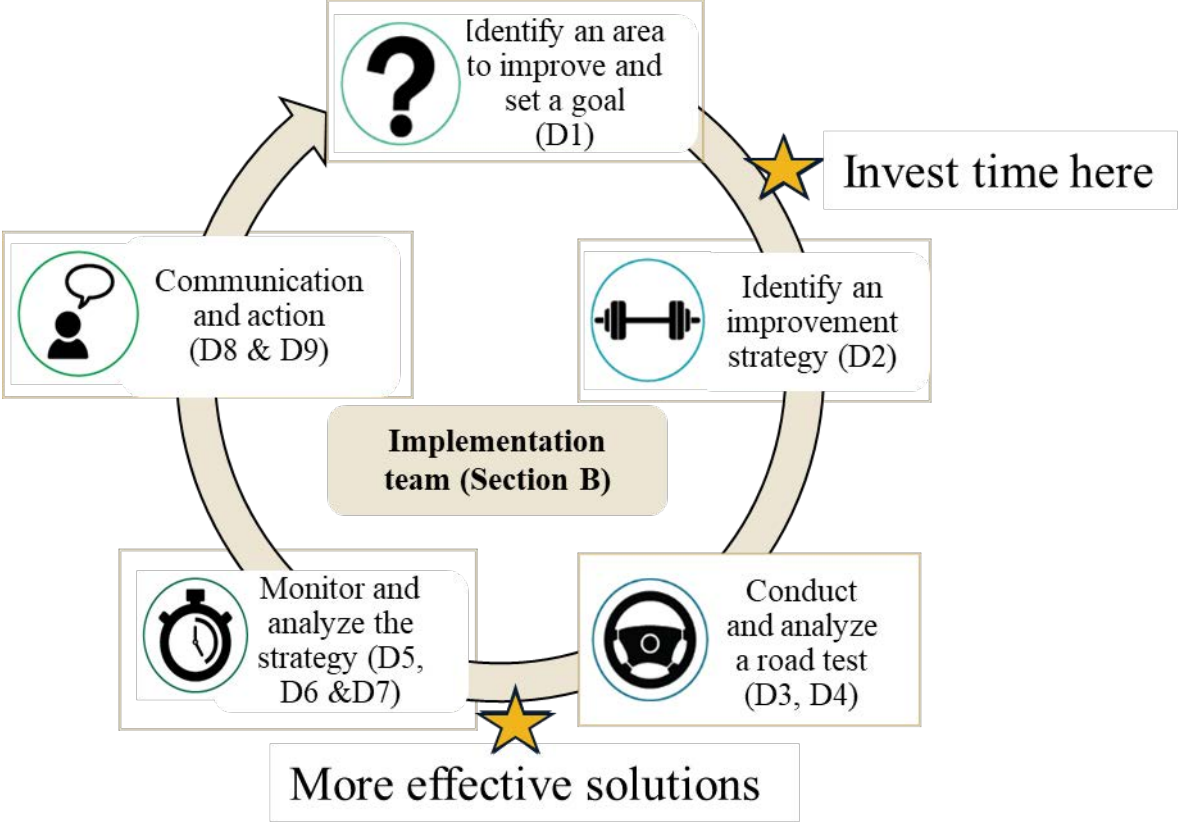 Identify an area
to improve and
set a goal
(D1)
Invest time here
Identify an
improvement
strategy (D2)
Conduct
and analyze
a road test
(D3, D4)
More effective solutions
Monitor and
analyze the
strategy (D5,
D6 &D7)
Communication
and action
(D8 & D9)
Implementation
team (Section B)